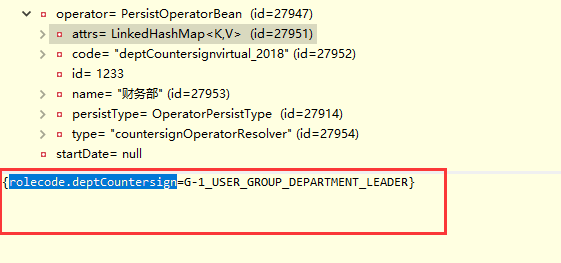 operator= PersistOperatorBean (id=27947)
attrs= LinkedHashMap<K,V> (id=27951)
code= "deptCountersignvirtual_2018" (id=27952)
id= 1233
name= "财务部" (id=27953)
persistType= OperatorPersistType (id=27914)
type= "countersignOperatorResolver" (id=27954)
startDate= null
{rolecode.deptCountersign=G-1_USER_GROUP_DEPARTMENT_LEADER}